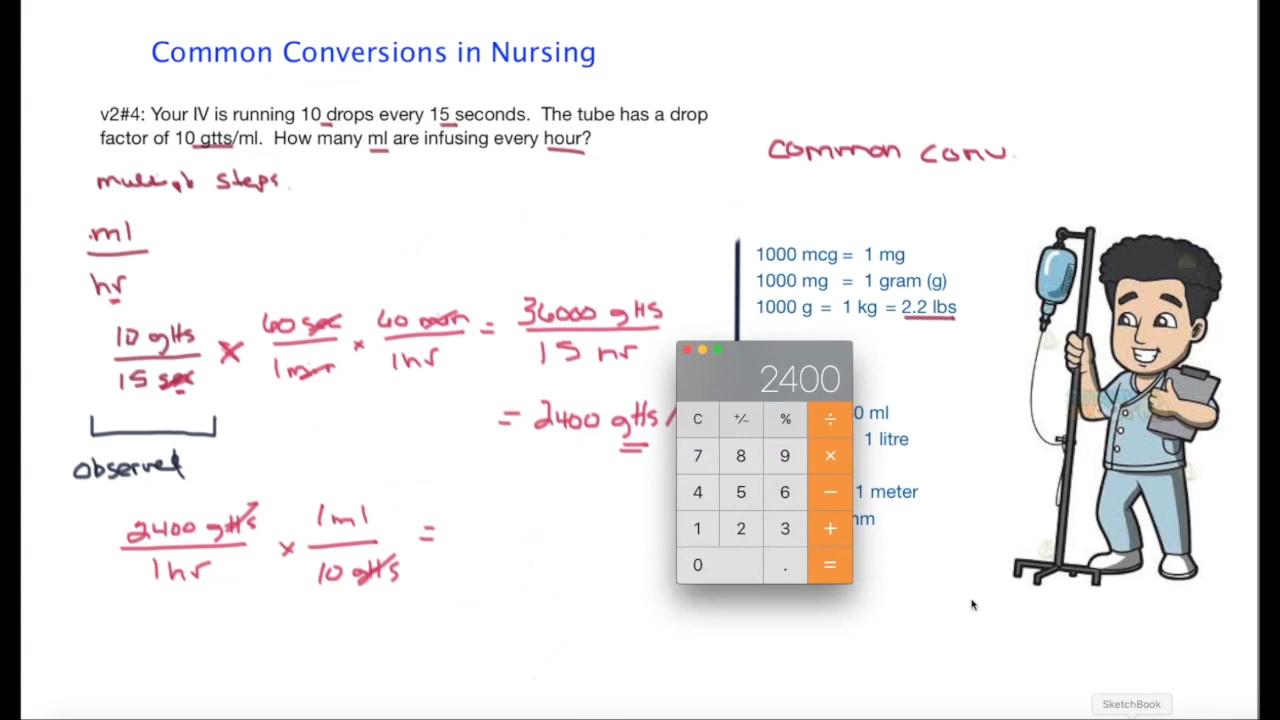 Common Conversions in Nursing
v2#4: Your IV is running 10 drops every 15 seconds. The tube has a drop
factor of 10 gtts/ml. How many ml are infusing every hour?
common conv.
multiple steps.
ml
hr
10 gtts / 15 sec × 60 sec / 1 min × 60 min / 1 hr = 36000 gtts / 15 hr
= 2400 gtts /
observed
2400 gtts / 1 hr × 1 ml / 10 gtts =
1000 mcg = 1 mg
1000 mg = 1 gram (g)
1000 g = 1 kg = 2.2 lbs
0 ml
1 litre
1 meter
2400
C +/− % ÷
7 8 9 ×
4 5 6 −
1 2 3 +
0 . =
SketchBook